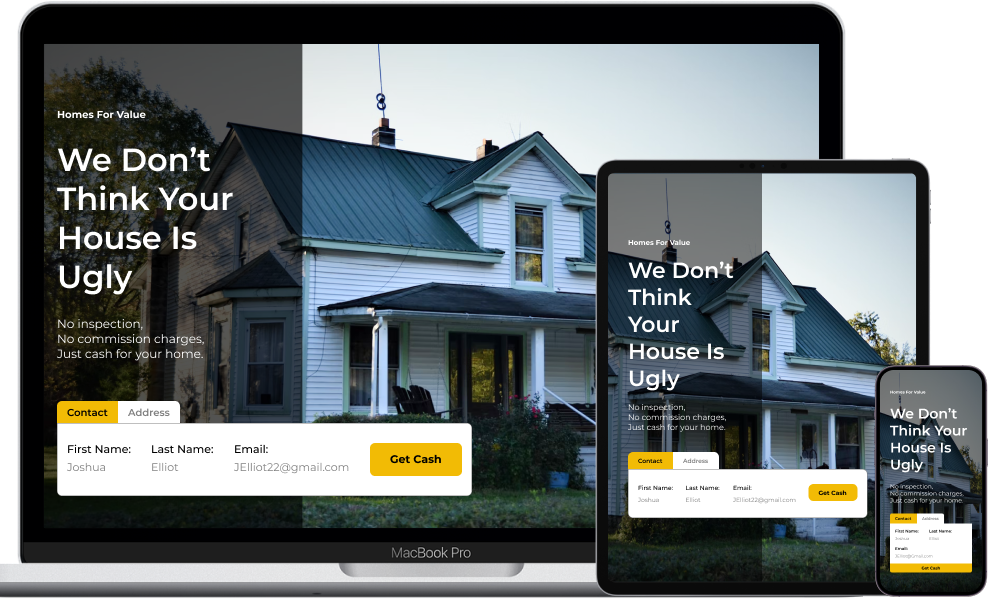 Homes For Value
We Don't
Think Your
House Is
Ugly
No inspection,
No commission charges,
Just cash for your home.
Contact Address
First Name: Last Name: Email:
Joshua Elliot JElliot22@gmail.com
Get Cash
MacBook Pro
Homes For Value
We Don't
Think
Your
House Is
Ugly
No inspection,
No commission charges,
Just cash for your home.
Contact Address
First Name: Last Name: Email:
Joshua Elliot JElliot22@gmail.com
Get Cash
Homes For Value
We Don't
Think Your
House Is
Ugly
No inspection,
No commission charges,
Just cash for your home.
Contact Address
First Name: Last Name:
Joshua Elliot
Email:
JElliot@gmail.com
Get Cash